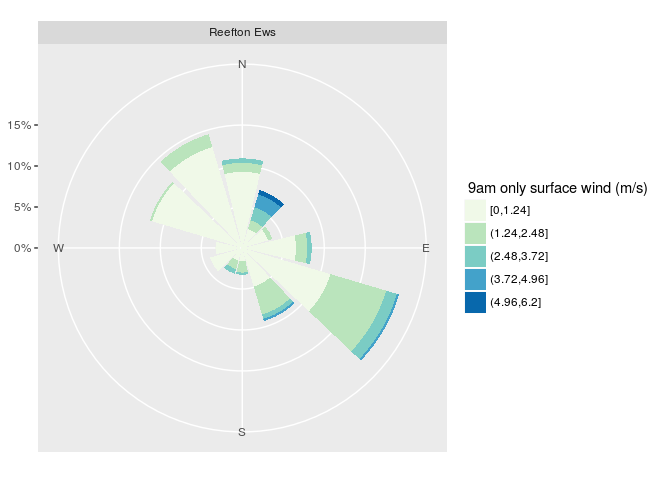 Reefton Ews
N
15%
10%
5%
0%
W
E
S
9am only surface wind (m/s)
[0,1.24]
(1.24,2.48]
(2.48,3.72]
(3.72,4.96]
(4.96,6.2]